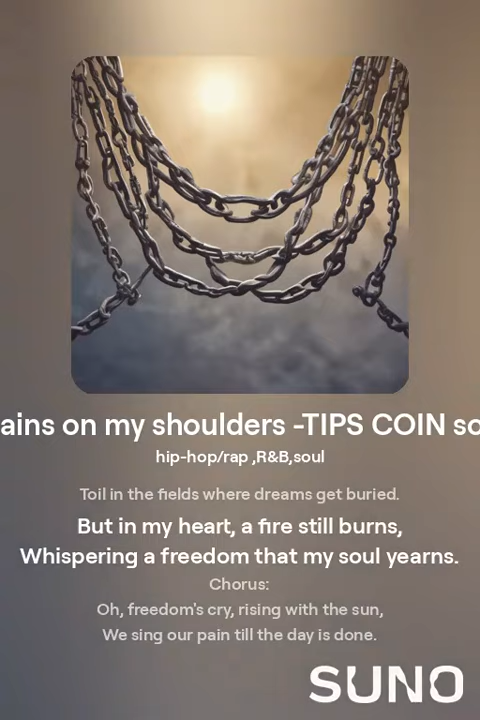 ains on my shoulders -TIPS COIN so
hip-hop/rap ,R&B,soul
Toil in the fields where dreams get buried.
But in my heart, a fire still burns,
Whispering a freedom that my soul yearns.
Chorus:
Oh, freedom's cry, rising with the sun,
We sing our pain till the day is done.
SUNO